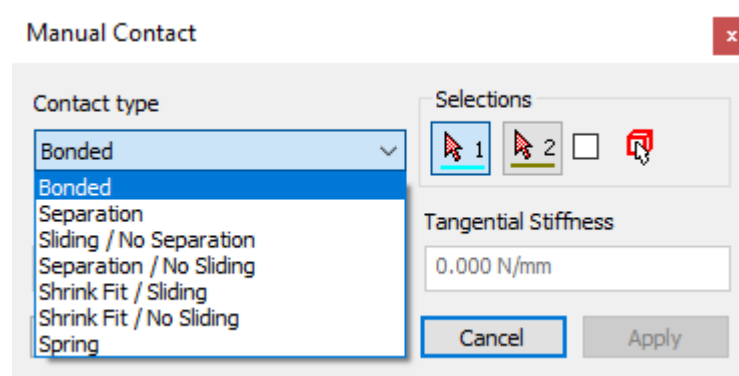 Manual Contact
x
Contact type
Selections
Bonded
1
2
Bonded
Separation
Sliding / No Separation
Separation / No Sliding
Shrink Fit / Sliding
Shrink Fit / No Sliding
Spring
Tangential Stiffness
0.000 N/mm
Cancel
Apply